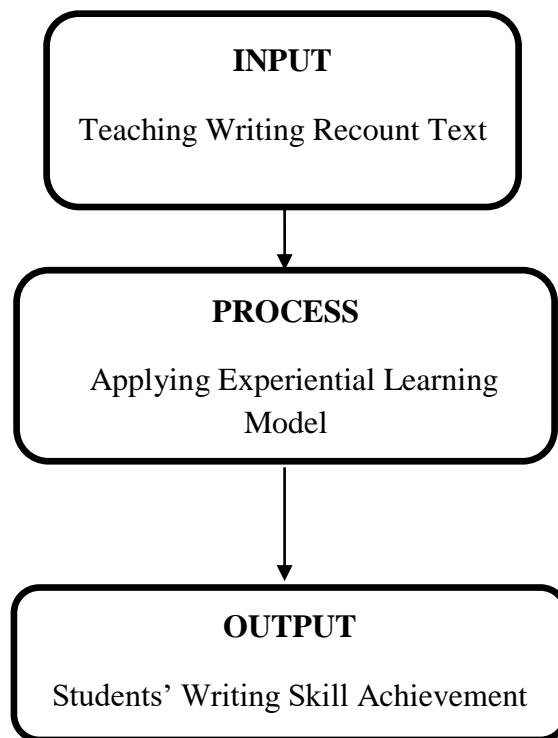 INPUT
Teaching Writing Recount Text
PROCESS
Applying Experiential Learning
Model
OUTPUT
Students’ Writing Skill Achievement